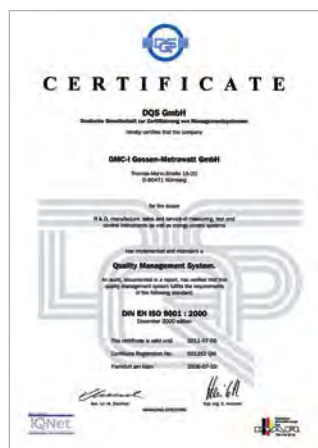 DQS
CERTIFICATE
DQS GmbH
Deutsche Gesellschaft zur Zertifizierung von Managementsystemen
hereby certifies that the company
GMC-I Gossen-Metrawatt GmbH
Thomas-Mann-Straße 16-20
D-90471 Nürnberg
for the scope
R & D, manufacture, sales and service of measuring, test and
control instruments as well as energy control systems
has implemented and maintains a
Quality Management System.
An audit, documented in a report, has verified that this
quality management system fulfills the requirements
of the following standard:
DIN EN ISO 9001 : 2000
December 2000 edition
This certificate is valid until
Certificate Registration No.
Frankfurt am Main
MANAGING DIRECTORS
IQNet